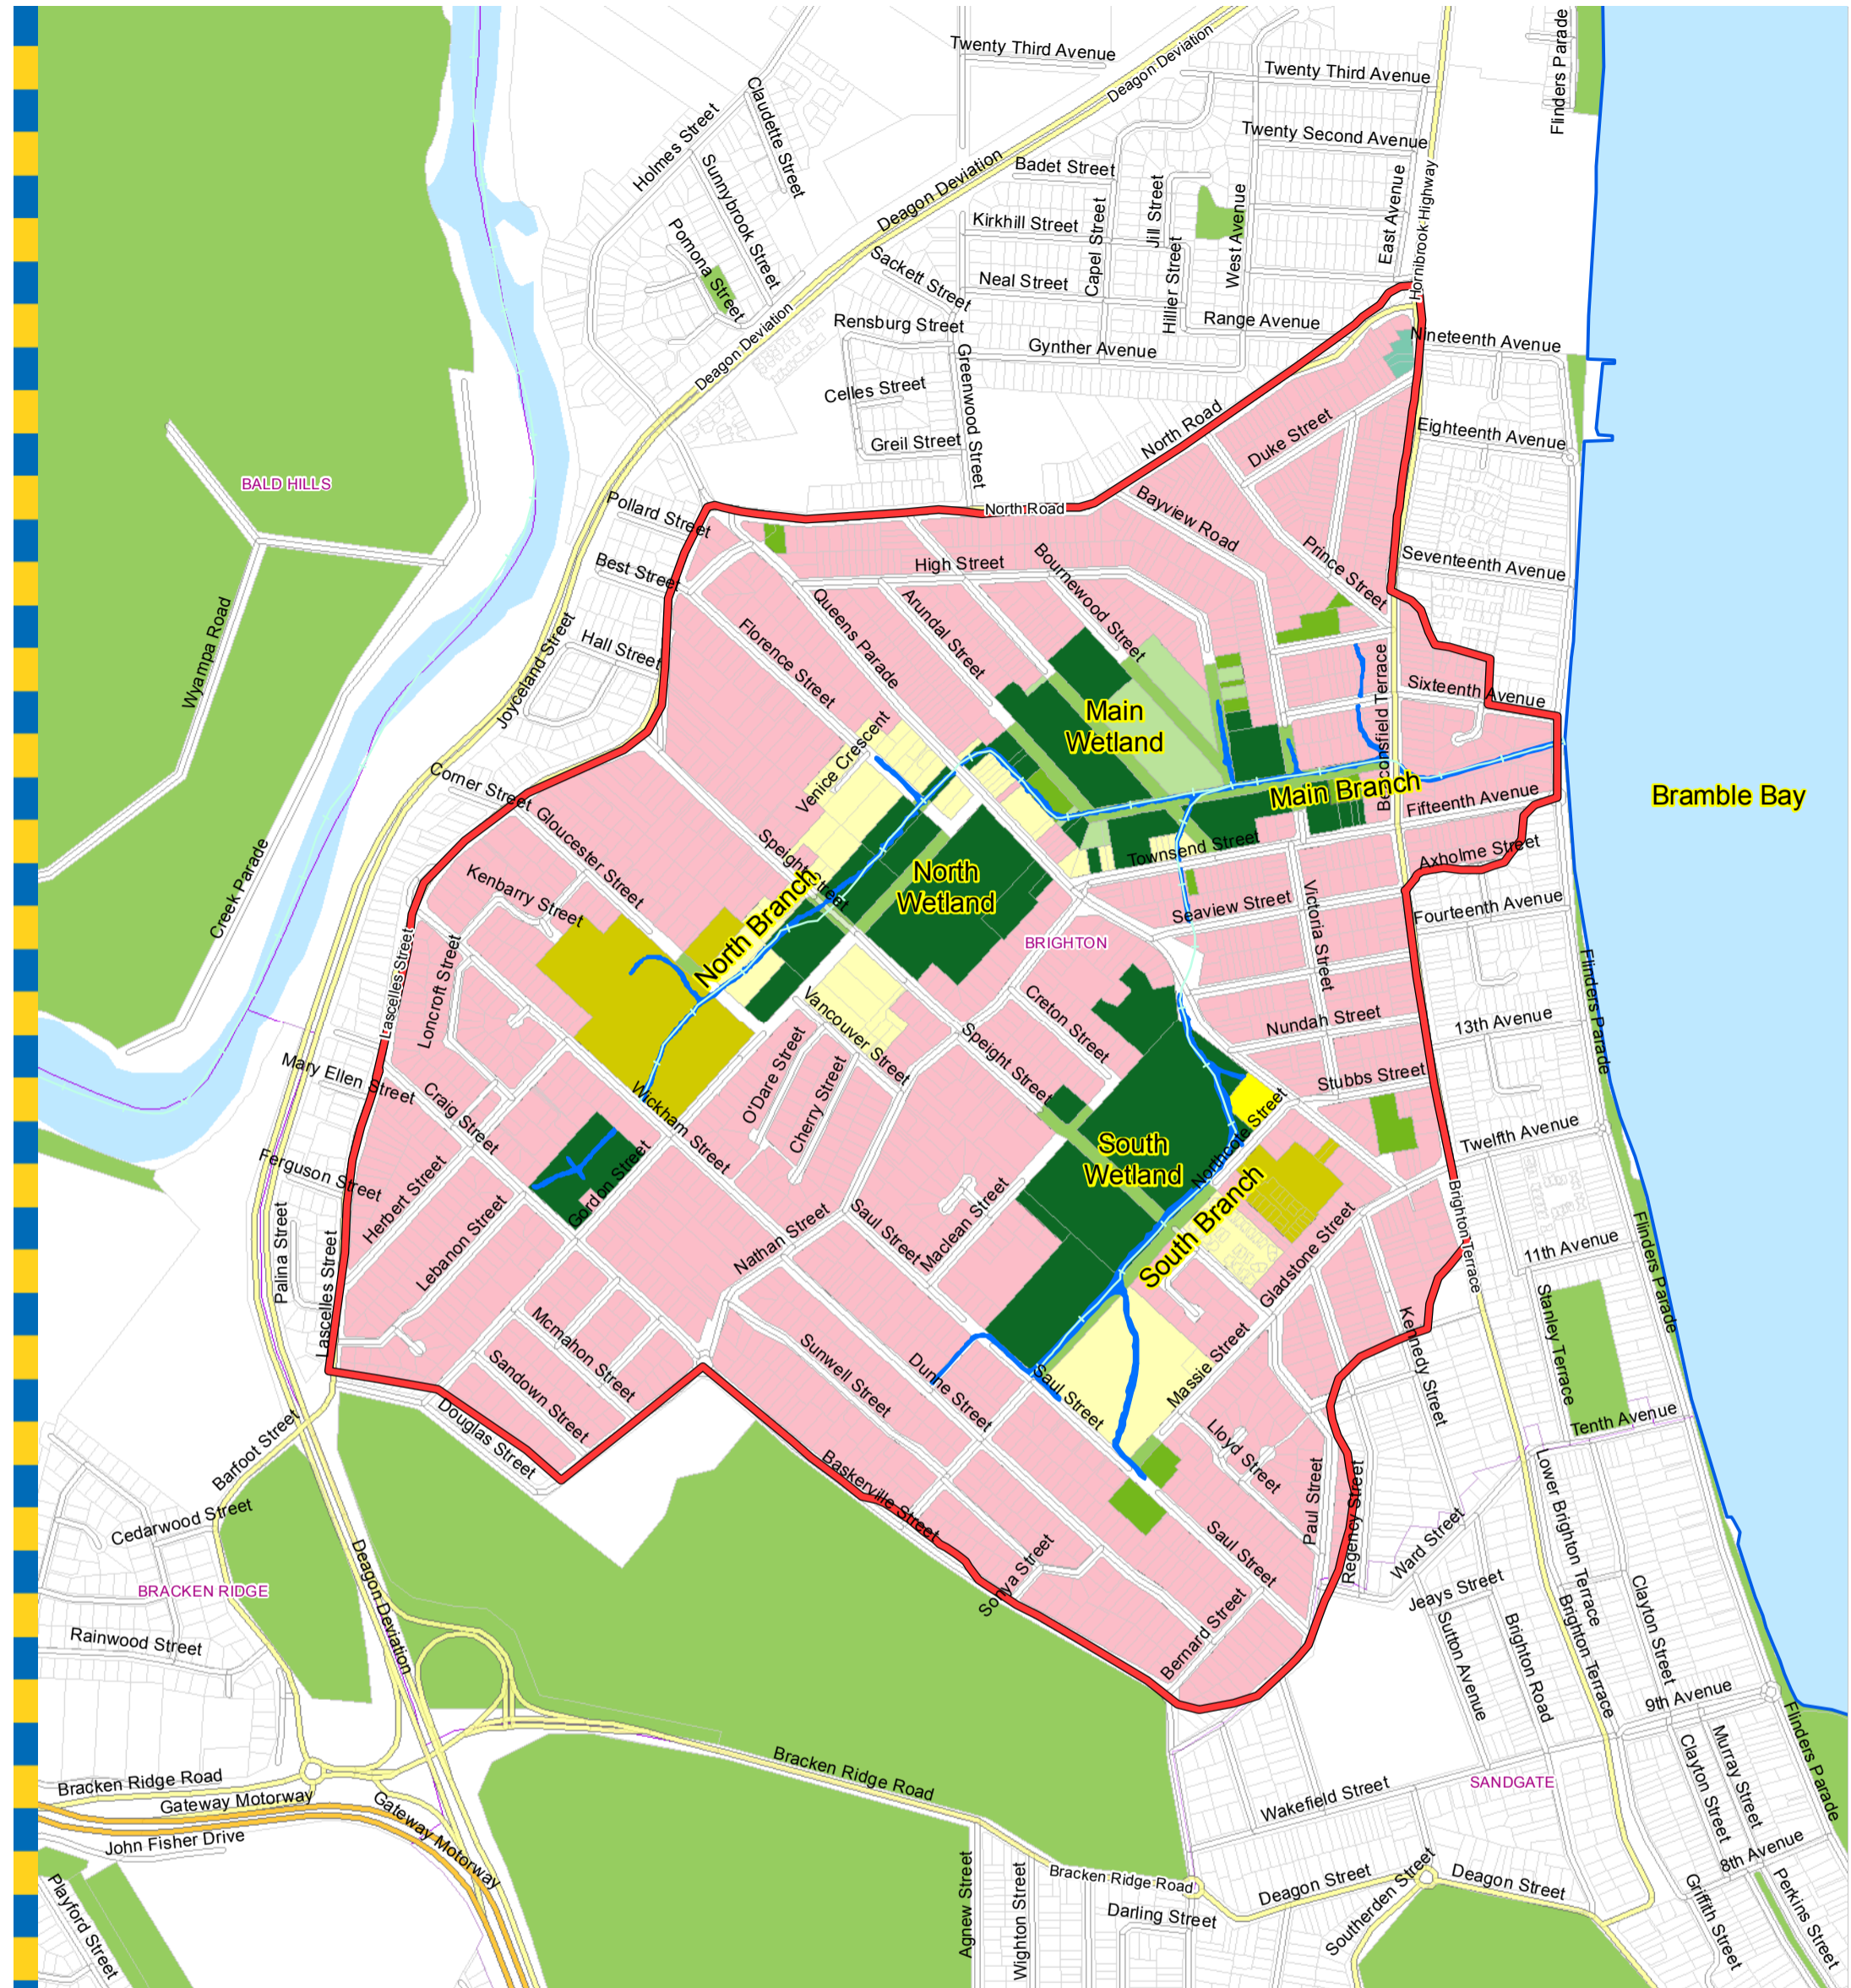 Twenty Third Avenue
Deagon Deviation
Flinders Parade
Twenty Third Avenue
Claudette Street
Holmes Street
Twenty Second Avenue
Deagon Deviation
Badet Street
Sunnybrook Street
Jill Street
East Avenue
Hornibrook Highway
Kirkhill Street
Capel Street
West Avenue
Pomona Street
Sackett Street
Neal Street
Hillier Street
Deagon Deviation
Rensburg Street
Range Avenue
Nineteenth Avenue
Gynther Avenue
Celles Street
Greenwood Street
North Road
Duke Street
Eighteenth Avenue
Greil Street
BALD HILLS
Pollard Street
North Road
Bayview Road
Best Street
High Street
Bournewood Street
Prince Street
Seventeenth Avenue
Wyampa Road
Queens Parade
Arundal Street
Florence Street
Hall Street
Joyceland Street
Beaconsfield Terrace
Sixteenth Avenue
Main
Wetland
Venice Crescent
Main Branch
Fifteenth Avenue
Bramble Bay
Corner Street
Gloucester Street
Speight Street
Townsend Street
Axholme Street
Creek Parade
Kenbarry Street
North
Wetland
North Branch
Seaview Street
Victoria Street
Fourteenth Avenue
BRIGHTON
Lascelles Street
Loncroft Street
Flinders Parade
Vancouver Street
Creton Street
Nundah Street
13th Avenue
Speight Street
Mary Ellen Street
Craig Street
Wickham Street
O'Dare Street
Cherry Street
Stubbs Street
Northcote Street
Twelfth Avenue
South
Wetland
Ferguson Street
Herbert Street
Gordon Street
South Branch
Brighton Terrace
Palina Street
Lebanon Street
Nathan Street
Saul Street
Maclean Street
Gladstone Street
11th Avenue
Flinders Parade
Lascelles Street
Mcmahon Street
Sandown Street
Sunwell Street
Dunne Street
Saul Street
Massie Street
Kennedy Street
Stanley Terrace
Tenth Avenue
Douglas Street
Barfoot Street
Lloyd Street
Baskerville Street
Paul Street
Regency Street
Lower Brighton Terrace
Cedarwood Street
Deagon Deviation
Saul Street
Ward Street
Sonya Street
BRACKEN RIDGE
Jeays Street
Bernard Street
Sutton Avenue
Brighton Road
Brighton Terrace
Clayton Street
Rainwood Street
9th Avenue
Flinders Parade
Bracken Ridge Road
Bracken Ridge Road
Gateway Motorway
Gateway Motorway
John Fisher Drive
Wakefield Street
SANDGATE
Clayton Street
Murray Street
8th Avenue
Playford Street
Agnew Street
Wighton Street
Bracken Ridge Road
Darling Street
Deagon Street
Southerden Street
Deagon Street
Griffith Street
Perkins Street